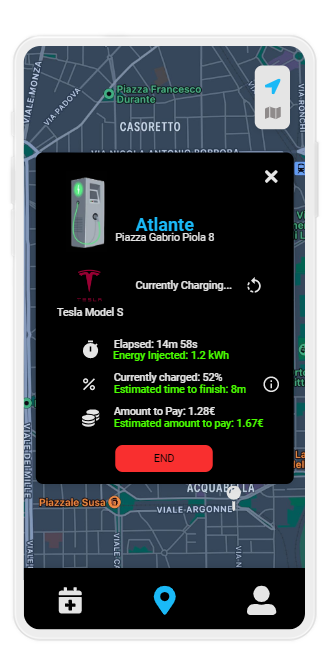 VIALE MONZA
VIA PADOVA
Piazza Francesco
Durante
CASORETTO
VIA RONCHI
VIA NICOLA ANTONIO PORPORA
Atlante
Piazza Gabrio Piola 8
TESLA
Tesla Model S
Currently Charging...
Elapsed: 14m 58s
Energy Injected: 1.2 kWh
%
Currently charged: 52%
Estimated time to finish: 8m
Amount to Pay: 1.28€
Estimated amount to pay: 1.67€
END
ACQUABELLA
Piazzale Susa
VIALE ARGONNE